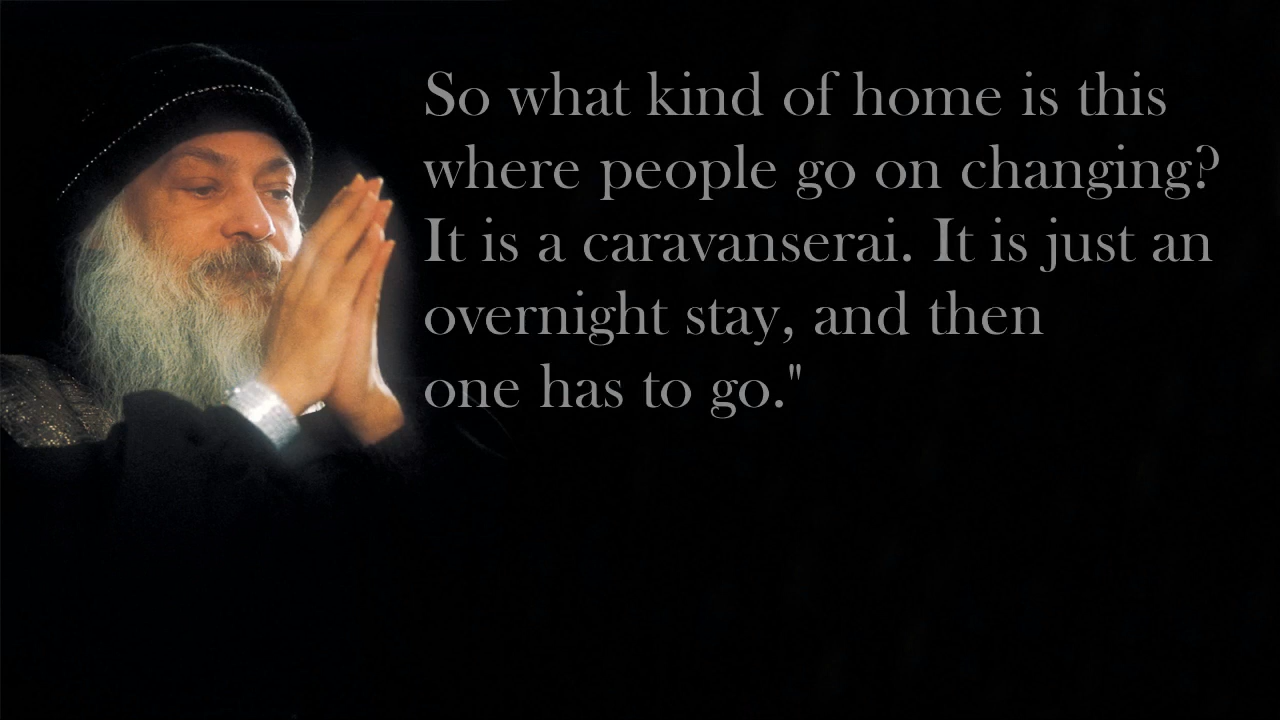 So what kind of home is this
where people go on changing?
It is a caravanserai. It is just an
overnight stay, and then
one has to go."